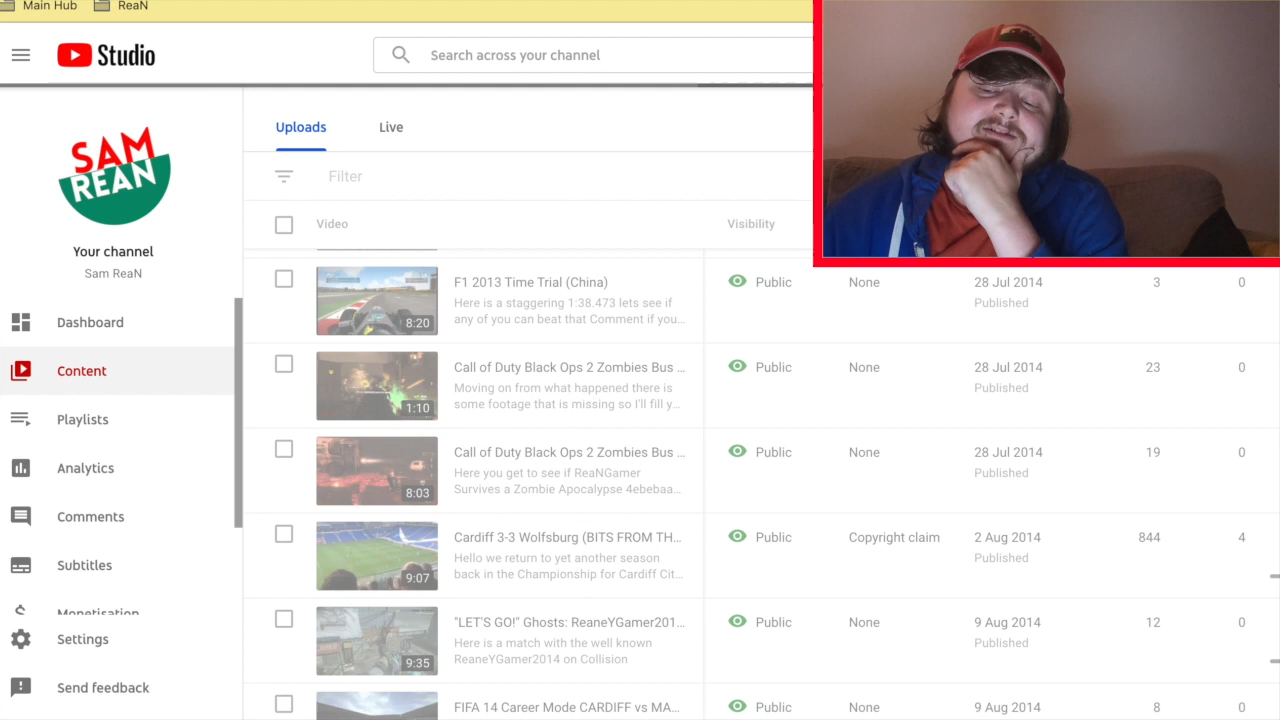 Main Hub ReaN
Studio
Search across your channel
SAM
REAN
Your channel
Sam ReaN
Dashboard
Content
Playlists
Analytics
Comments
Subtitles
Monetisation
Settings
Send feedback
Uploads Live
Filter
Video Visibility
8:20
F1 2013 Time Trial (China)
Here is a staggering 1:38.473 lets see if
any of you can beat that Comment if you...
Public None 28 Jul 2014 3 0
Published
1:10
Call of Duty Black Ops 2 Zombies Bus ...
Moving on from what happened there is
some footage that is missing so I'll fill y...
Public None 28 Jul 2014 23 0
Published
8:03
Call of Duty Black Ops 2 Zombies Bus ...
Here you get to see if ReaNGamer
Survives a Zombie Apocalypse 4ebebaa...
Public None 28 Jul 2014 19 0
Published
9:07
Cardiff 3-3 Wolfsburg (BITS FROM TH...
Hello we return to yet another season
back in the Championship for Cardiff Cit...
Public Copyright claim 2 Aug 2014 844 4
Published
9:35
"LET'S GO!" Ghosts: ReaneYGamer201...
Here is a match with the well known
ReaneYGamer2014 on Collision
Public None 9 Aug 2014 12 0
Published
FIFA 14 Career Mode CARDIFF vs MA...
Public None 9 Aug 2014 8 0